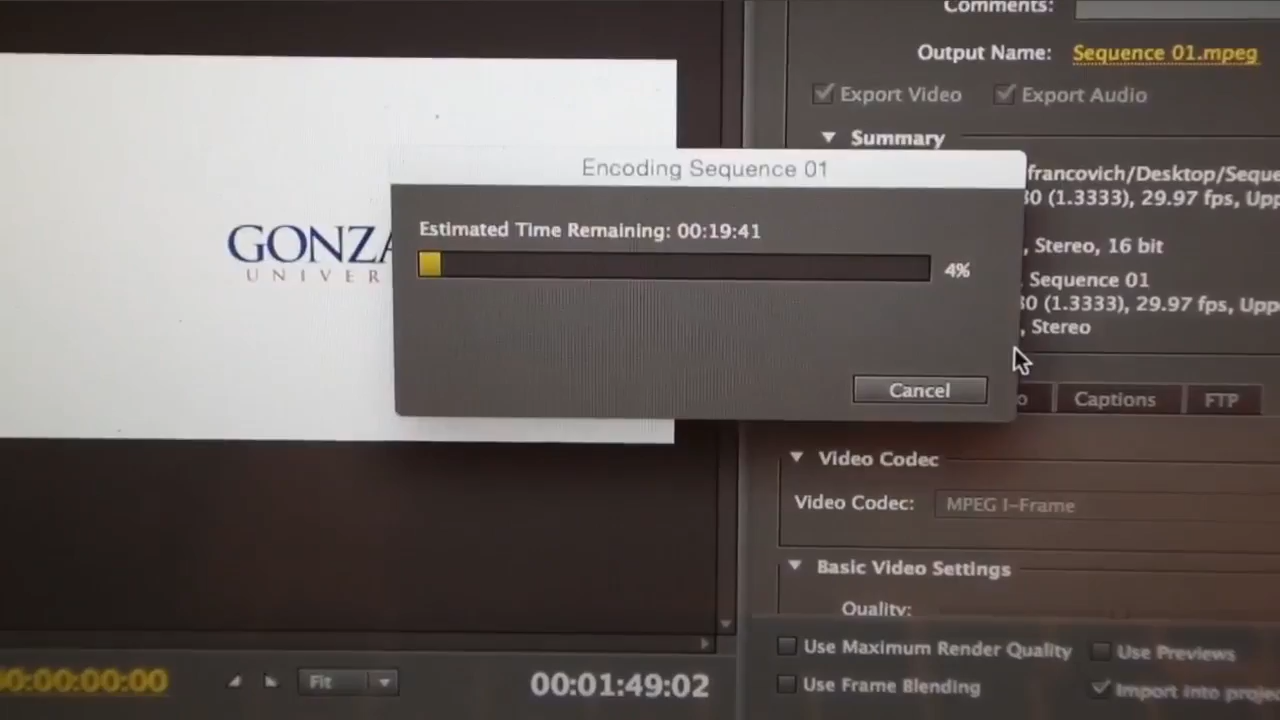 Comments:
Output Name: Sequence 01.mpeg
Export Video Export Audio
Summary
Encoding Sequence 01
francovich/Desktop/Seque
30 (1.3333), 29.97 fps, Upp
Estimated Time Remaining: 00:19:41
, Stereo, 16 bit
GONZA
UNIVER
4%
Sequence 01
30 (1.3333), 29.97 fps, Upp
, Stereo
Cancel
o Captions FTP
Video Codec
Video Codec: MPEG I-Frame
Basic Video Settings
Quality:
Use Maximum Render Quality Use Previews
00:00:00:00 Fit 00:01:49:02
Use Frame Blending Import into projec